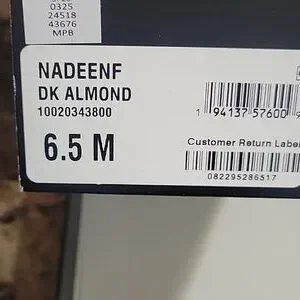 0325
24518
43676
MPB
NADEENF
DK ALMOND
10020343800
6.5 M
1 94137 57600
Customer Return Label
082295286517